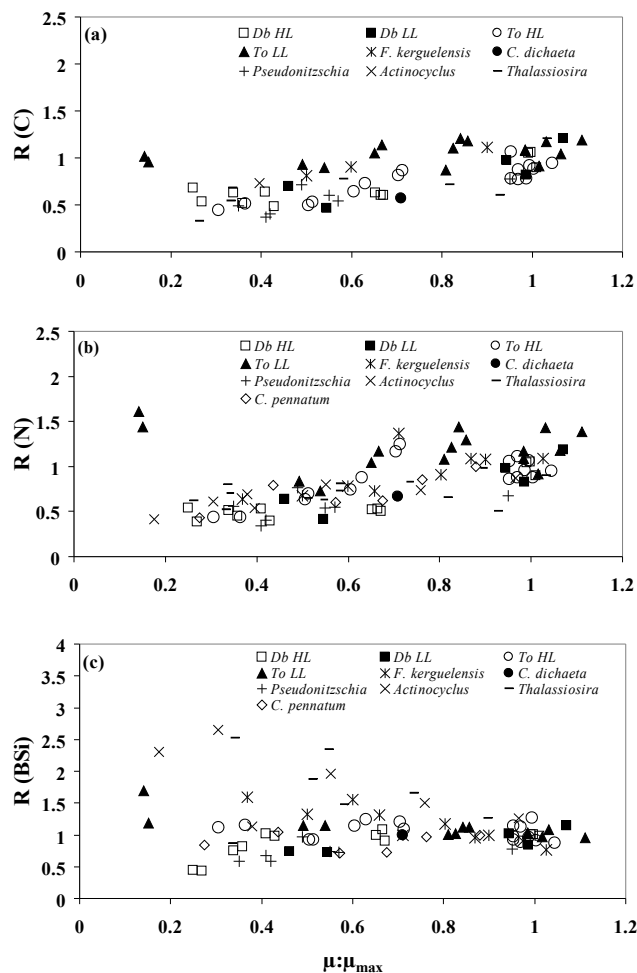 2.5
(a)
Db HL Db LL To HL
2
To LL F. kerguelensis C. dichaeta
Pseudonitzschia Actinocyclus Thalassiosira
R (C)
1.5
1
0.5
0
0 0.2 0.4 0.6 0.8 1 1.2
2.5
(b)
Db HL Db LL To HL
2
To LL F. kerguelensis C. dichaeta
Pseudonitzschia Actinocyclus Thalassiosira
C. pennatum
R (N)
1.5
1
0.5
0
0 0.2 0.4 0.6 0.8 1 1.2
4
(c)
Db HL Db LL To HL
3.5
To LL F. kerguelensis C. dichaeta
Pseudonitzschia Actinocyclus Thalassiosira
3
C. pennatum
2.5
R (BSi)
2
1.5
1
0.5
0
0 0.2 0.4 0.6 0.8 1 1.2
μ:μmax